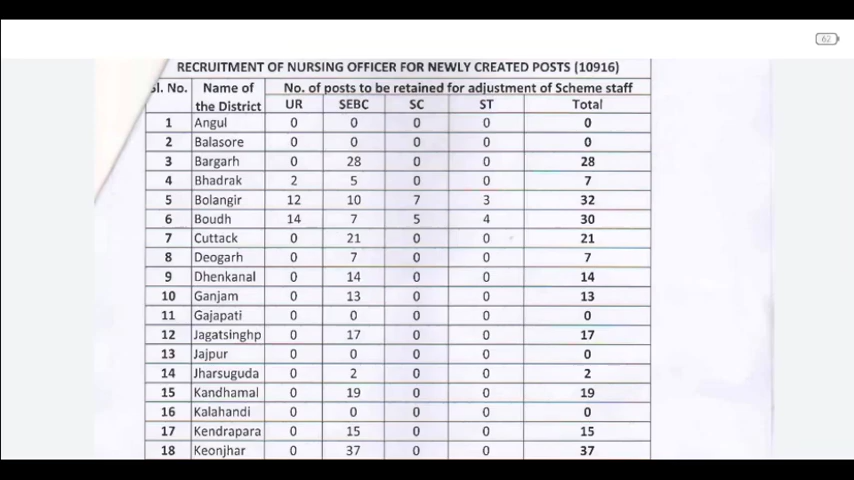 62
RECRUITMENT OF NURSING OFFICER FOR NEWLY CREATED POSTS (10916)
Sl. No. Name of the District No. of posts to be retained for adjustment of Scheme staff
UR SEBC SC ST Total
1 Angul 0 0 0 0 0
2 Balasore 0 0 0 0 0
3 Bargarh 0 28 0 0 28
4 Bhadrak 2 5 0 0 7
5 Bolangir 12 10 7 3 32
6 Boudh 14 7 5 4 30
7 Cuttack 0 21 0 0 21
8 Deogarh 0 7 0 0 7
9 Dhenkanal 0 14 0 0 14
10 Ganjam 0 13 0 0 13
11 Gajapati 0 0 0 0 0
12 Jagatsinghp 0 17 0 0 17
13 Jajpur 0 0 0 0 0
14 Jharsuguda 0 2 0 0 2
15 Kandhamal 0 19 0 0 19
16 Kalahandi 0 0 0 0 0
17 Kendrapara 0 15 0 0 15
18 Keonjhar 0 37 0 0 37